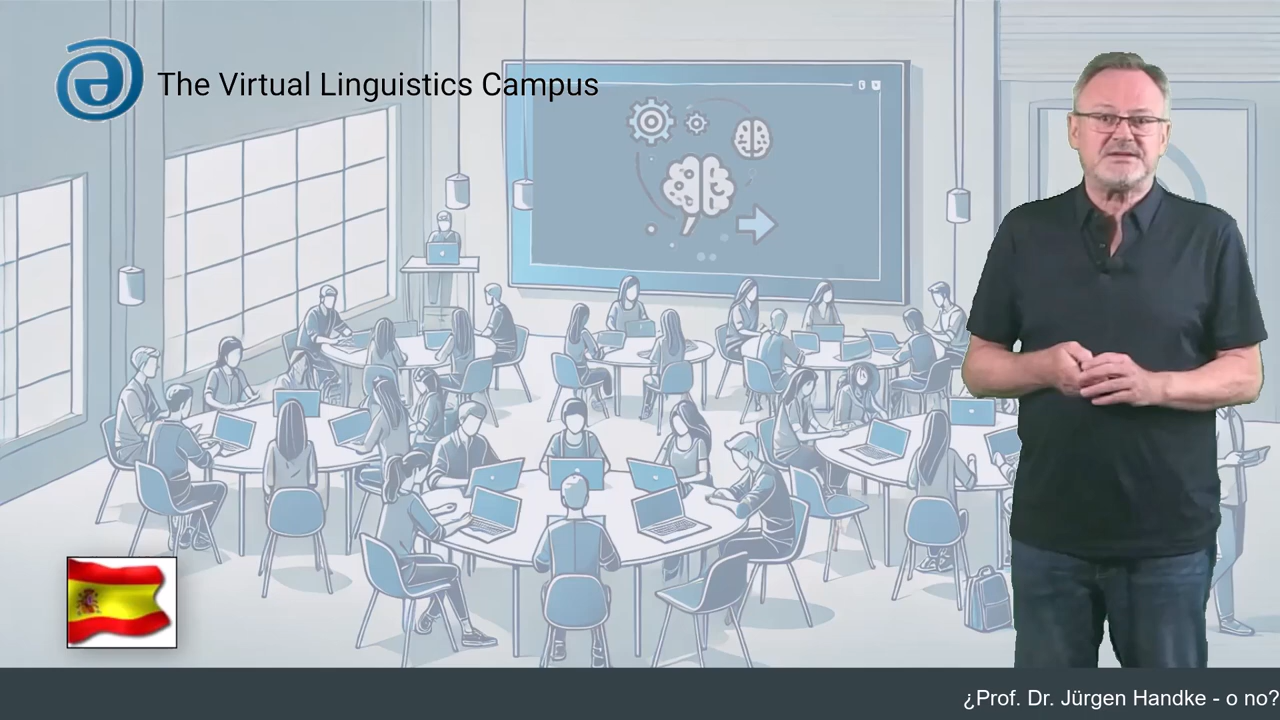 The Virtual Linguistics Campus
¿Prof. Dr. Jürgen Handke - o no?